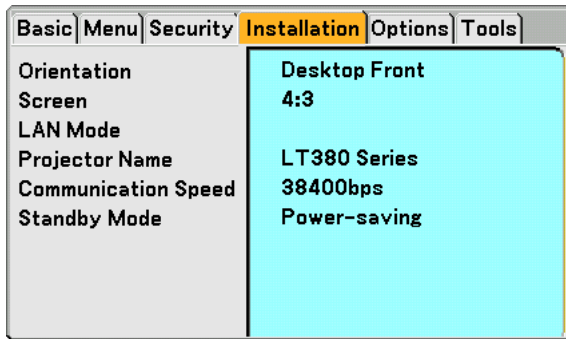 Basic Menu Security Installation Options Tools
Orientation Desktop Front
Screen 4:3
LAN Mode
Projector Name LT380 Series
Communication Speed 38400bps
Standby Mode Power-saving